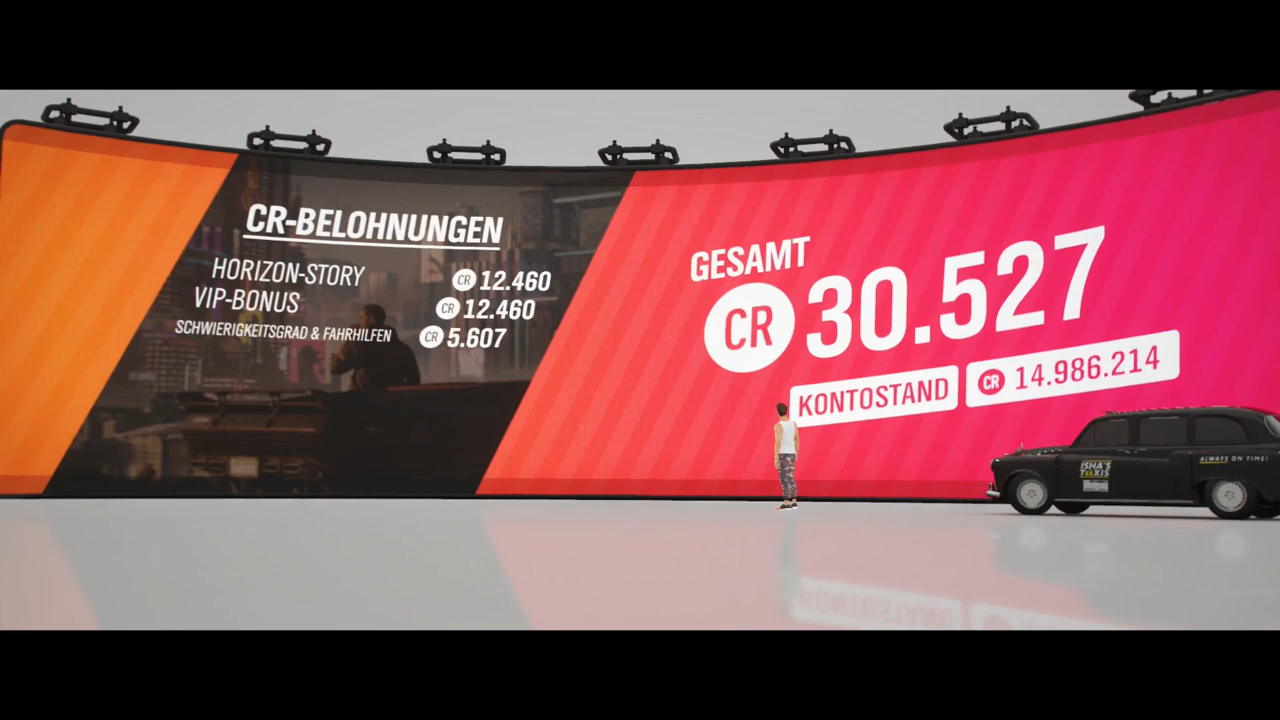 CR-BELOHNUNGEN
HORIZON-STORY CR 12.460
VIP-BONUS CR 12.460
SCHWIERIGKEITSGRAD & FAHRHILFEN CR 5.607
GESAMT
CR 30.527
KONTOSTAND CR 14.986.214
ISHA'S
TAXIS
ALWAYS ON TIME!